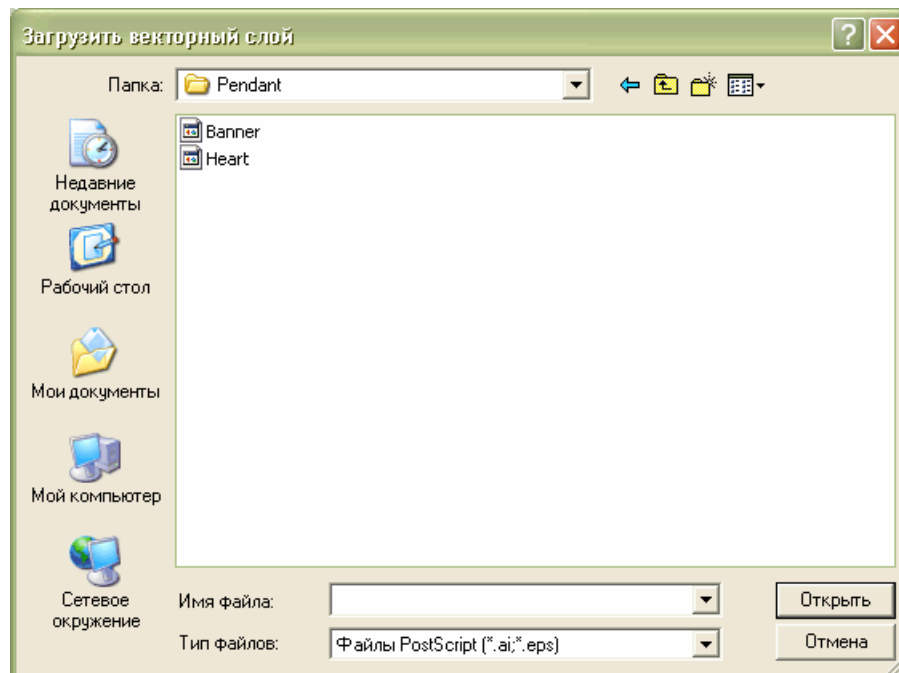 Загрузить векторный слой
Папка: Pendant
Banner
Heart
Недавние
документы
Рабочий стол
Мои документы
Мой компьютер
Сетевое
окружение
Имя файла:
Открыть
Тип файлов: Файлы PostScript (*.ai;*.eps)
Отмена